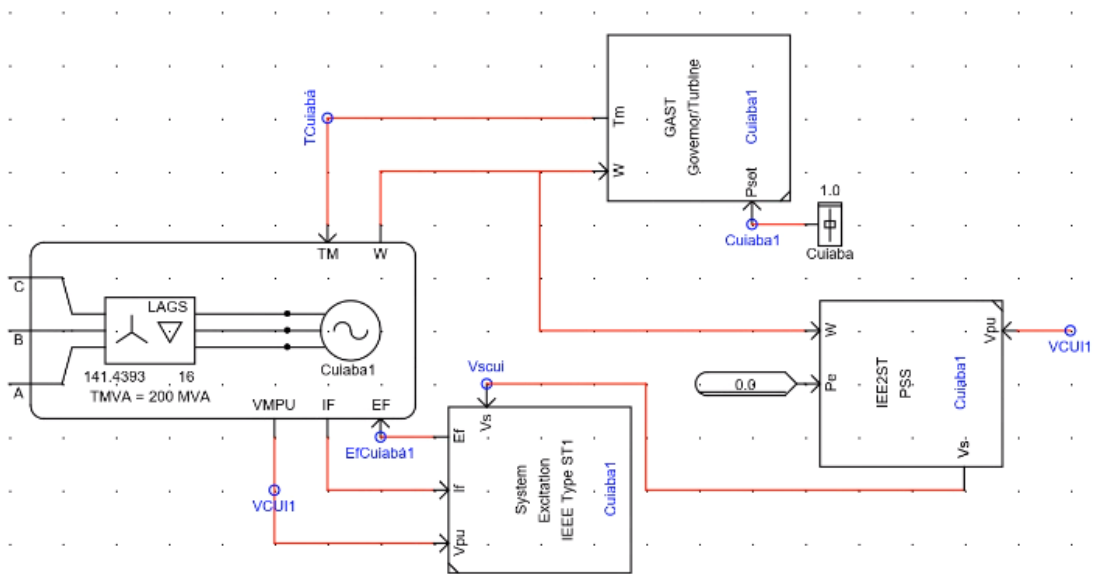 TCuiabá
Tm
GAST
Governor/Turbine
Cuiaba1
W
Psot
1.0
Cuiaba1
Cuiaba
TM
W
C
LAGS
B
Cuiaba1
A
141.4393
16
TMVA = 200 MVA
VMPU
IF
EF
W
Vpu
VCUI1
IEE2ST
PSS
Cuiaba1
0.0
Pe
Vs
Vscui
Vs
Ef
EfCuiabá1
System
Excitation
IEEE Type ST1
Cuiaba1
If
VCUI1
Vpu